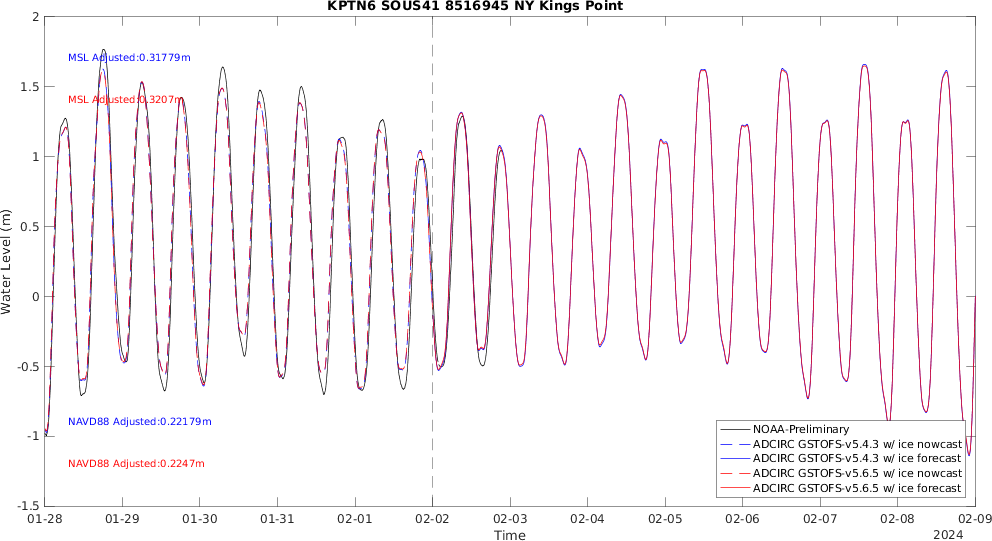 KPTN6 SOUS41 8516945 NY Kings Point
2
1.5
1
0.5
0
-0.5
-1
-1.5
Water Level (m)
MSL Adjusted:0.31779m
MSL Adjusted:0.3207m
NAVD88 Adjusted:0.22179m
NAVD88 Adjusted:0.2247m
NOAA-Preliminary
ADCIRC GSTOFS-v5.4.3 w/ ice nowcast
ADCIRC GSTOFS-v5.4.3 w/ ice forecast
ADCIRC GSTOFS-v5.6.5 w/ ice nowcast
ADCIRC GSTOFS-v5.6.5 w/ ice forecast
01-28 01-29 01-30 01-31 02-01 02-02 02-03 02-04 02-05 02-06 02-07 02-08 02-09
Time
2024